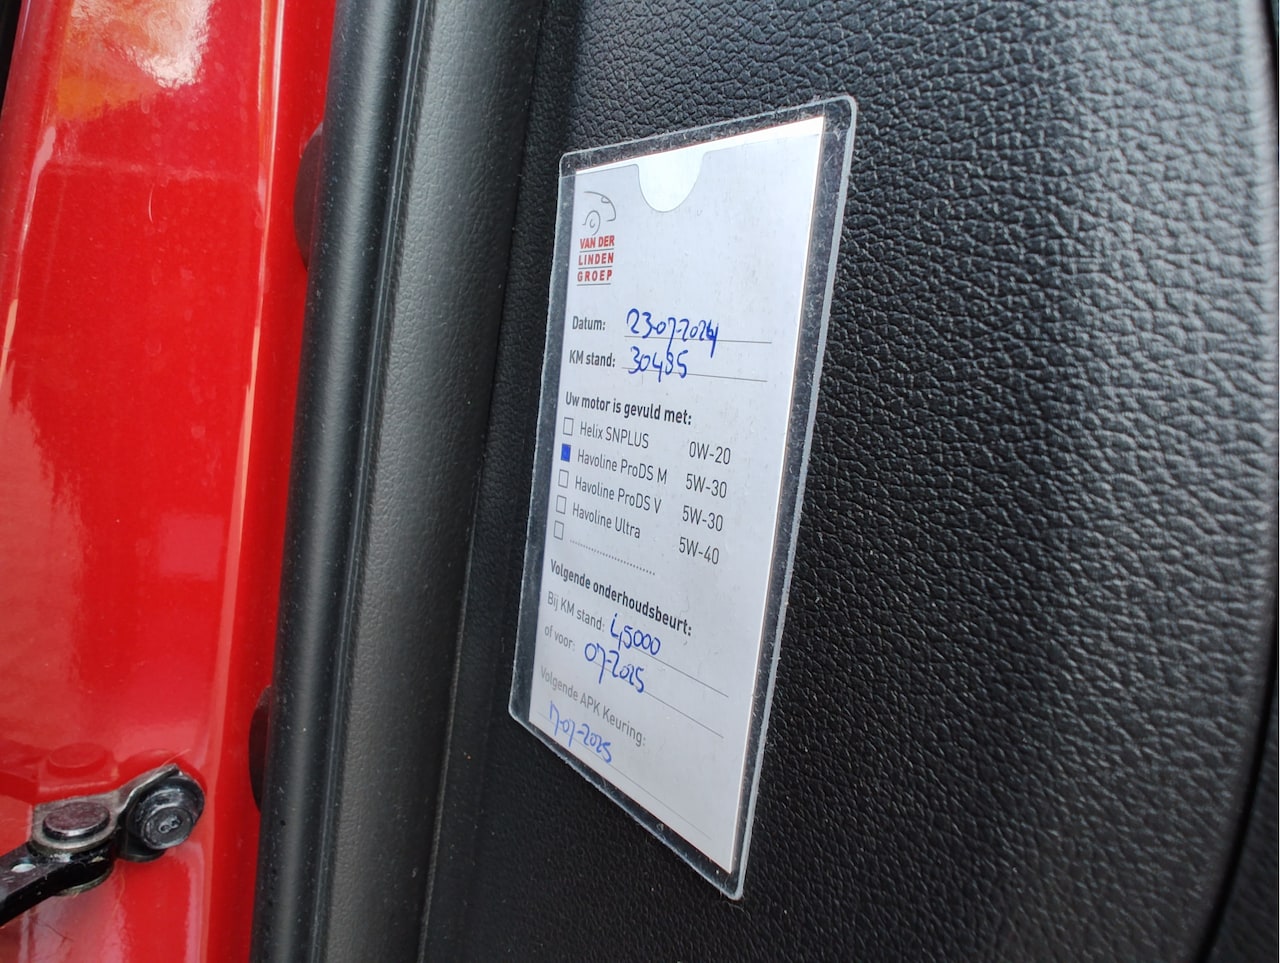 VAN DER
LINDEN
GROEP
Datum: 23-07-2024
KM stand: 30495
Uw motor is gevuld met:
Helix SNPLUS 0W-20
Havoline ProDS M 5W-30
Havoline ProDS V 5W-30
Havoline Ultra 5W-40
....................
Volgende onderhoudsbeurt:
Bij KM stand: 45000
of voor: 07-2025
Volgende APK Keuring:
17-07-2025